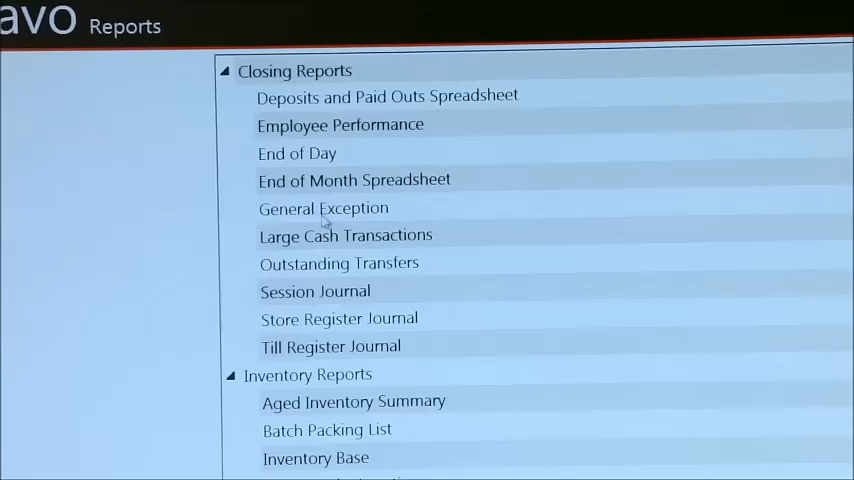 avo Reports
Closing Reports
Deposits and Paid Outs Spreadsheet
Employee Performance
End of Day
End of Month Spreadsheet
General Exception
Large Cash Transactions
Outstanding Transfers
Session Journal
Store Register Journal
Till Register Journal
Inventory Reports
Aged Inventory Summary
Batch Packing List
Inventory Base